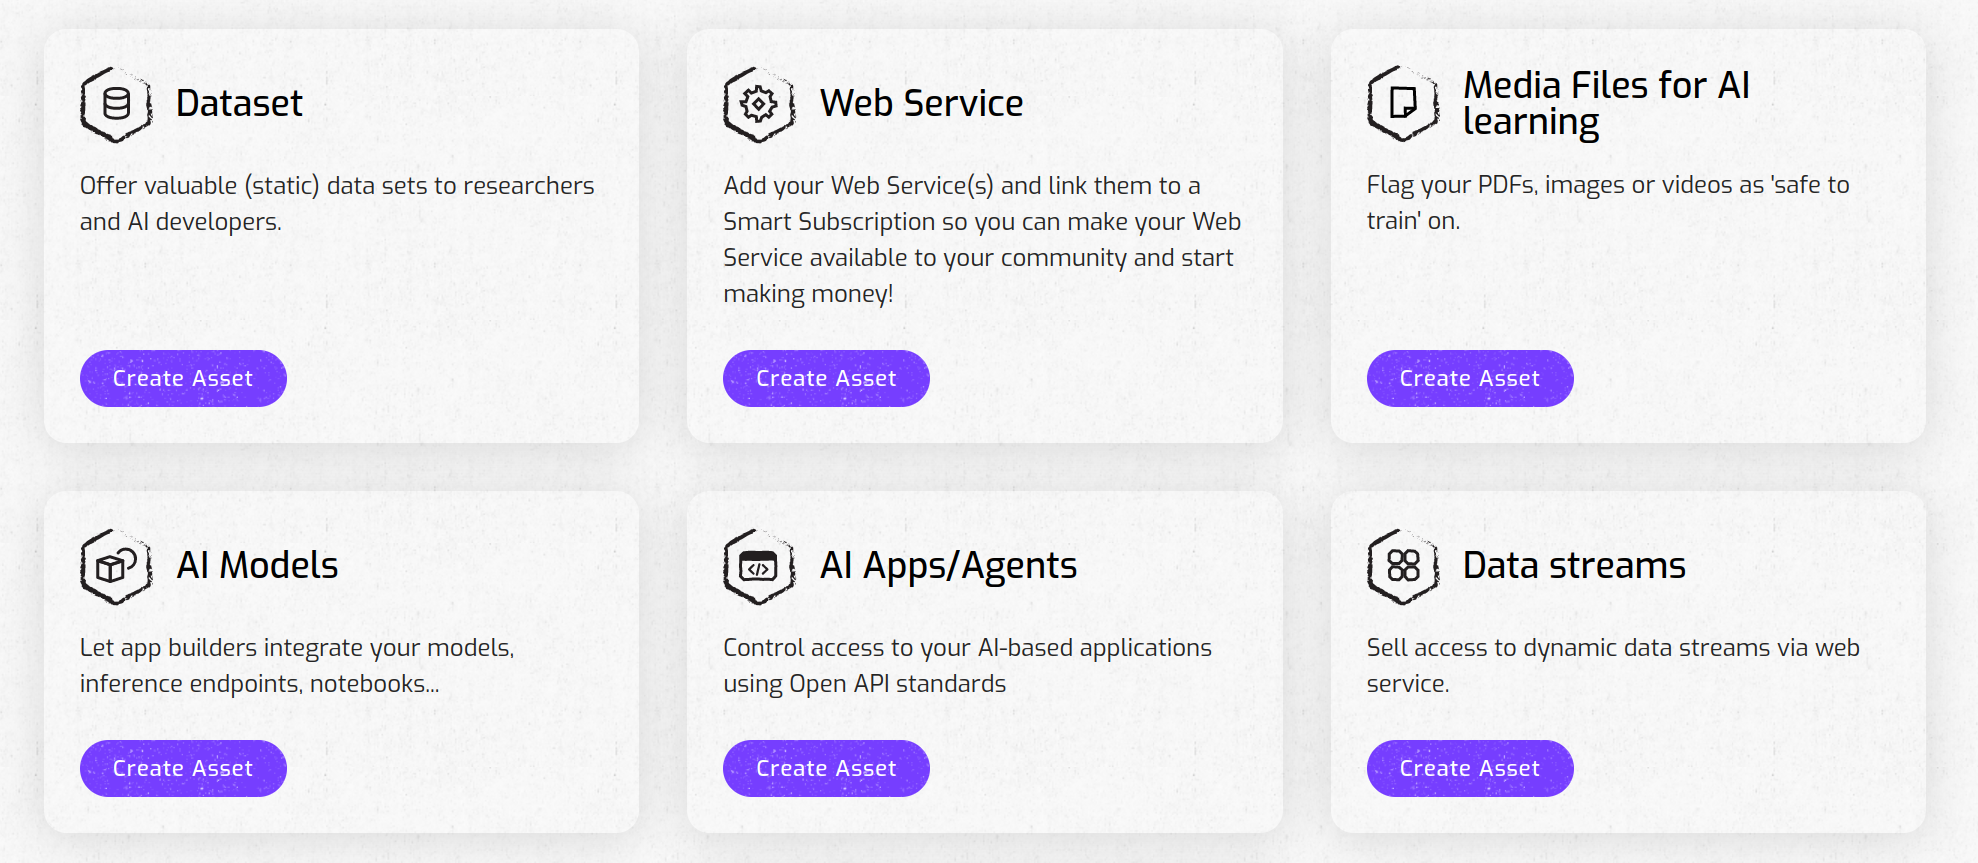 Dataset
Offer valuable (static) data sets to researchers
and AI developers.
Create Asset
Web Service
Add your Web Service(s) and link them to a
Smart Subscription so you can make your Web
Service available to your community and start
making money!
Create Asset
Media Files for AI
learning
Flag your PDFs, images or videos as 'safe to
train' on.
Create Asset
AI Models
Let app builders integrate your models,
inference endpoints, notebooks...
Create Asset
AI Apps/Agents
Control access to your AI-based applications
using Open API standards
Create Asset
Data streams
Sell access to dynamic data streams via web
service.
Create Asset